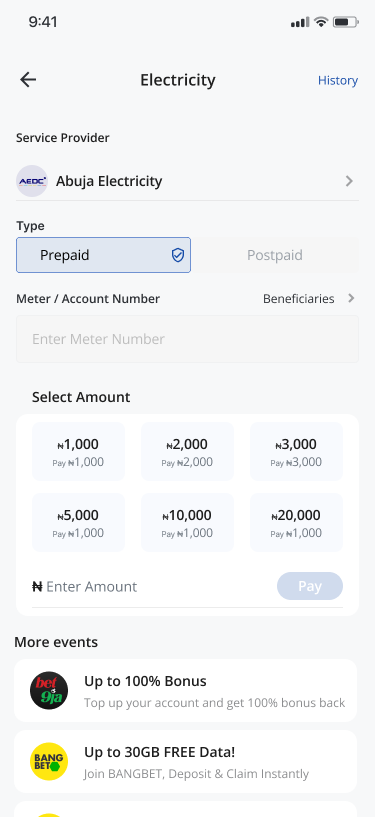 9:41
Electricity
History
Service Provider
AEDC
Abuja Electricity
Type
Prepaid
Postpaid
Meter / Account Number
Beneficiaries
Enter Meter Number
Select Amount
₦1,000
Pay ₦1,000
₦2,000
Pay ₦2,000
₦3,000
Pay ₦3,000
₦5,000
Pay ₦1,000
₦10,000
Pay ₦1,000
₦20,000
Pay ₦1,000
₦ Enter Amount
Pay
More events
bet
9ja
Up to 100% Bonus
Top up your account and get 100% bonus back
BANG
BET
Up to 30GB FREE Data!
Join BANGBET, Deposit & Claim Instantly